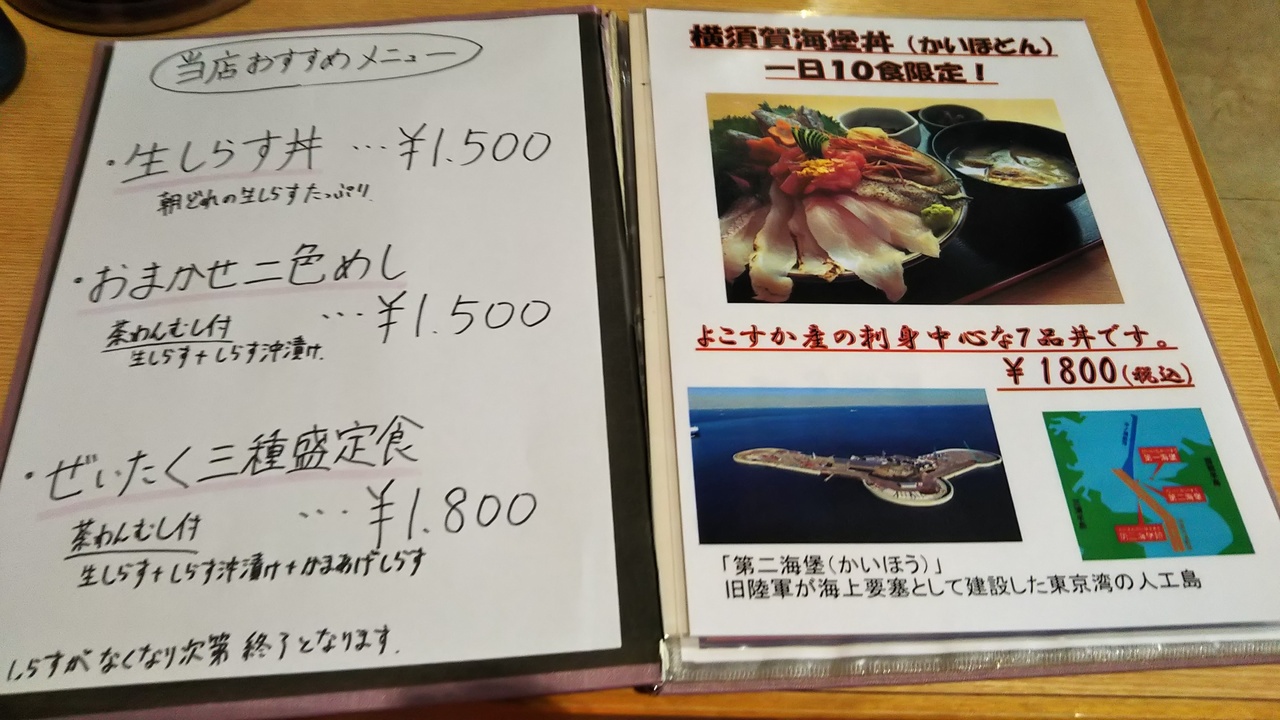 当店おすすめメニュー
・生しらす丼 …¥1.500
朝どれの生しらすたっぷり.
・おまかせ二色めし
…¥1.500
茶わんむし付
生しらす+しらす沖漬け.
・ぜいたく三種盛定食
…¥1.800
茶わんむし付
生しらす+しらす沖漬け+かまあげしらす
しらすがなくなり次第 終了となります.
横須賀海堡丼（かいほどん）
一日10食限定！
よこすか産の刺身中心な7品丼です。
¥1800(税込)
第一海堡
第二海堡
「第二海堡（かいほう）」
旧陸軍が海上要塞として建設した東京湾の人工島